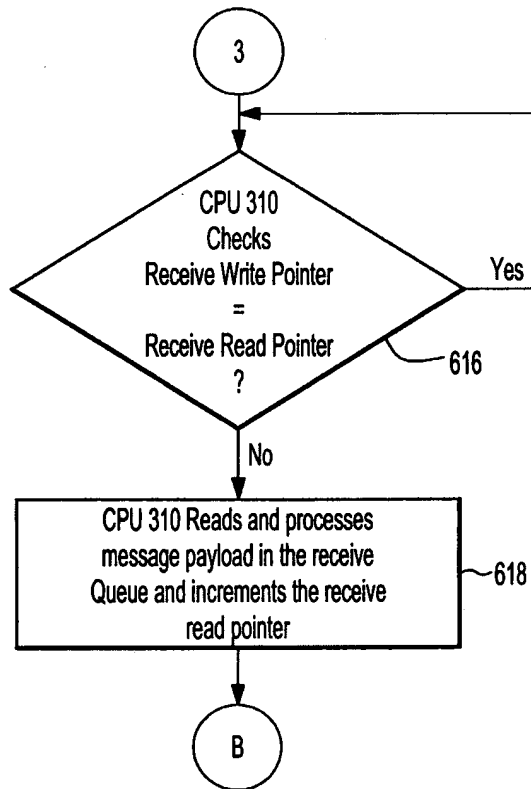 3
CPU 310
Checks
Receive Write Pointer
=
Receive Read Pointer
?
Yes
616
No
CPU 310 Reads and processes
message payload in the receive
Queue and increments the receive
read pointer
618
B